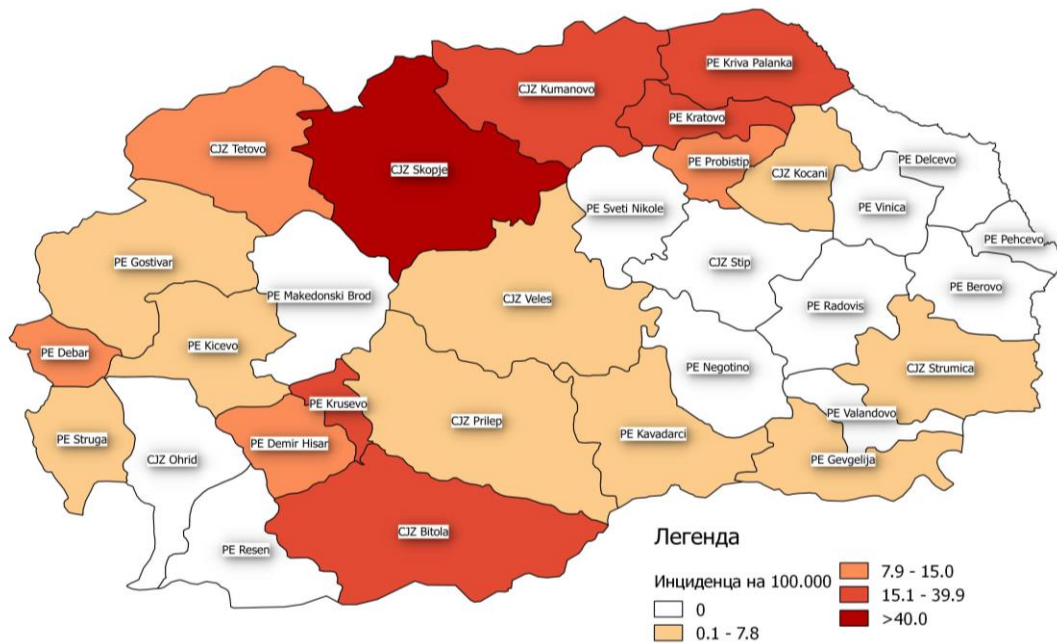 PE Kriva Palanka
CJZ Kumanovo
PE Kratovo
CJZ Tetovo
CJZ Skopje
PE Probistip
PE Delcevo
CJZ Kocani
PE Vinica
PE Sveti Nikole
PE Pehcevo
PE Gostivar
CJZ Stip
PE Berovo
CJZ Veles
PE Makedonski Brod
PE Radovis
PE Debar
PE Kicevo
PE Negotino
CJZ Strumica
PE Krusevo
PE Valandovo
CJZ Prilep
PE Kavadarci
PE Struga
PE Demir Hisar
CJZ Ohrid
PE Gevgelija
CJZ Bitola
PE Resen
Легенда
Инциденца на 100.000
0
0.1 - 7.8
7.9 - 15.0
15.1 - 39.9
>40.0